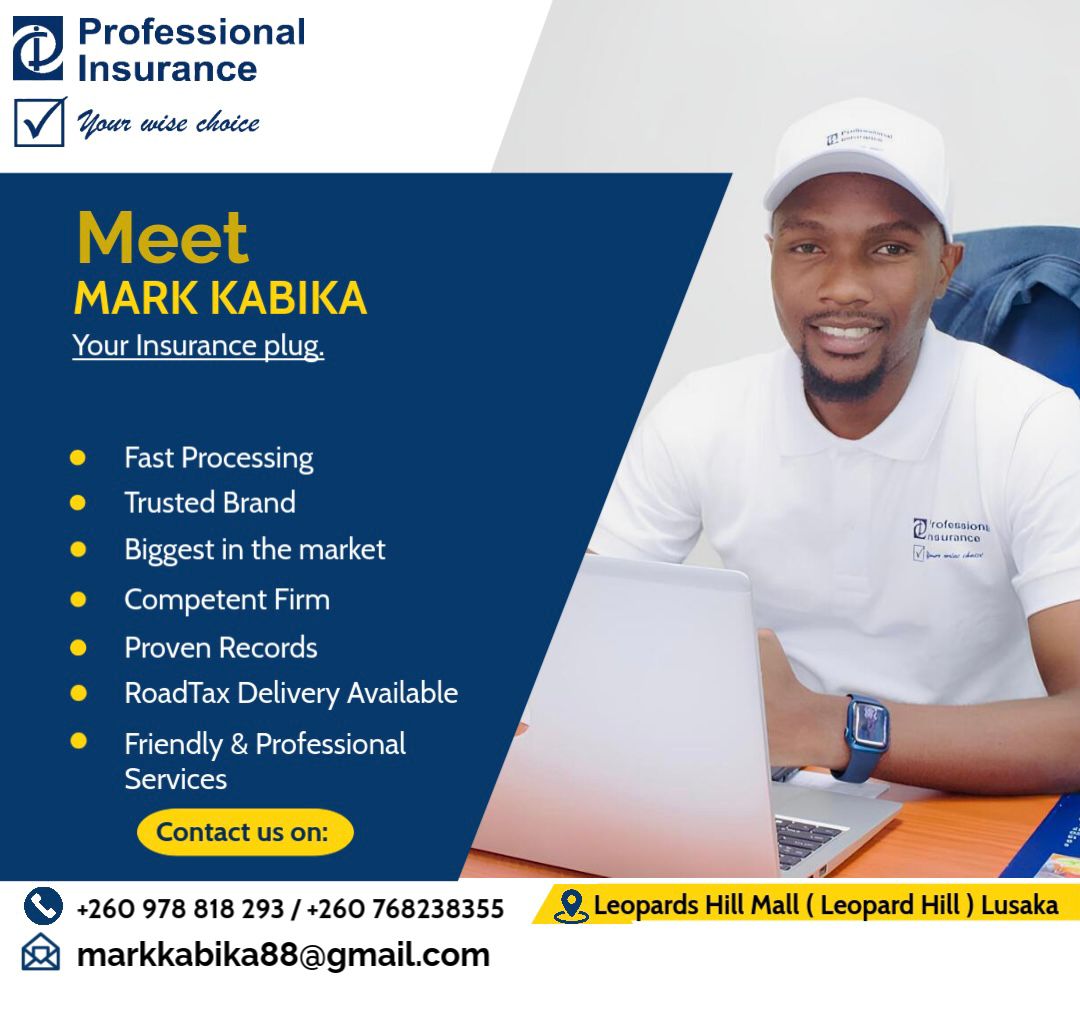 Professional
Insurance
Your wise choice
Professional
Insurance
Meet
MARK KABIKA
Your Insurance plug.
Fast Processing
Trusted Brand
Biggest in the market
Competent Firm
Proven Records
RoadTax Delivery Available
Friendly & Professional
Services
rofessional
nsurance
Your wise choice
Contact us on:
+260 978 818 293 / +260 768238355
Leopards Hill Mall ( Leopard Hill ) Lusaka
markkabika88@gmail.com